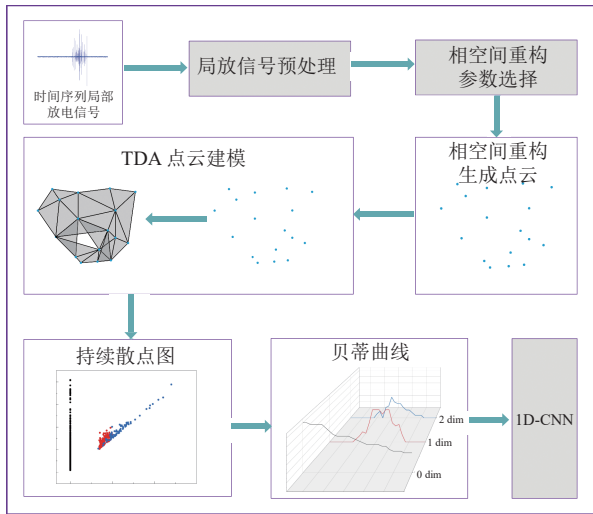 时间序列局部
放电信号
局放信号预处理
相空间重构
参数选择
相空间重构
生成点云
TDA 点云建模
持续散点图
贝蒂曲线
2 dim
1 dim
0 dim
1D-CNN